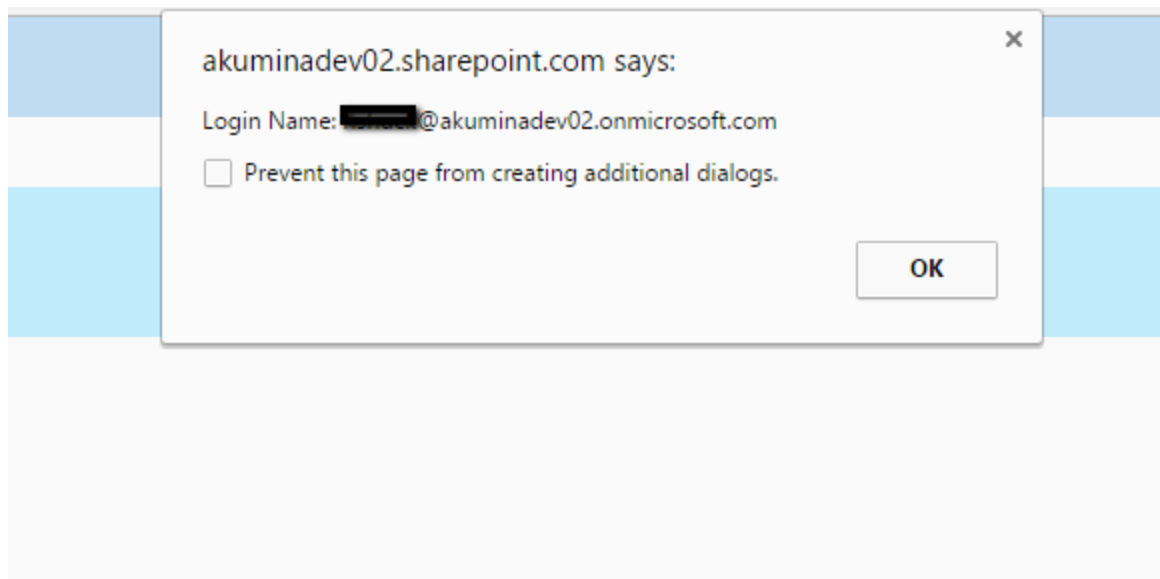 akuminadev02.sharepoint.com says:
Login Name: @akuminadev02.onmicrosoft.com
Prevent this page from creating additional dialogs.
OK